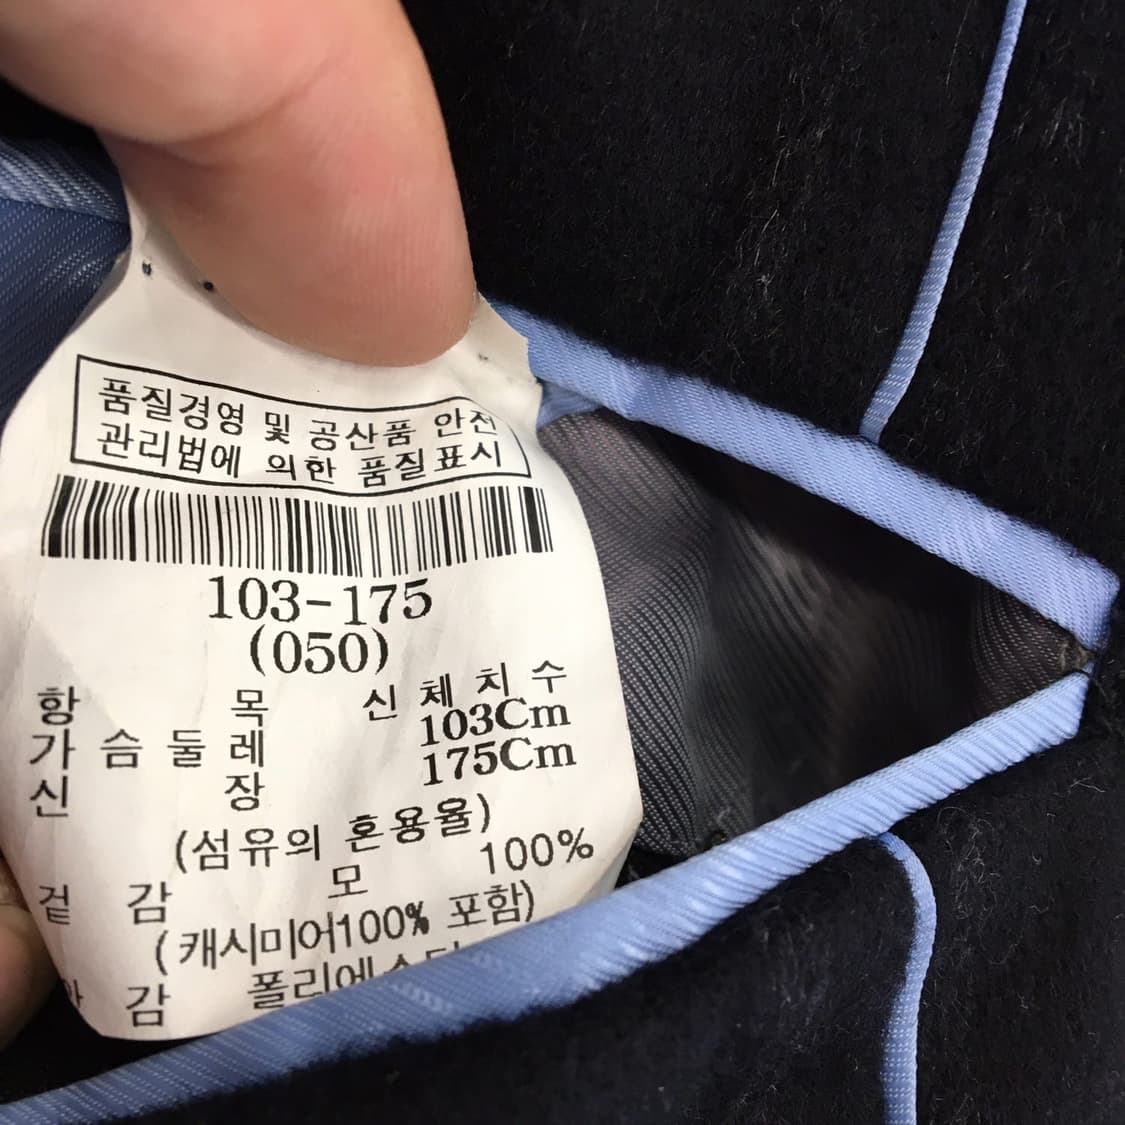 품질경영 및 공산품 안전
관리법에 의한 품질표시
103-175
(050)
항 목 신체치수
가슴둘레 103Cm
신 장 175Cm
(섬유의 혼용율)
겉 감 모 100%
(캐시미어100% 포함)
감 폴리에스